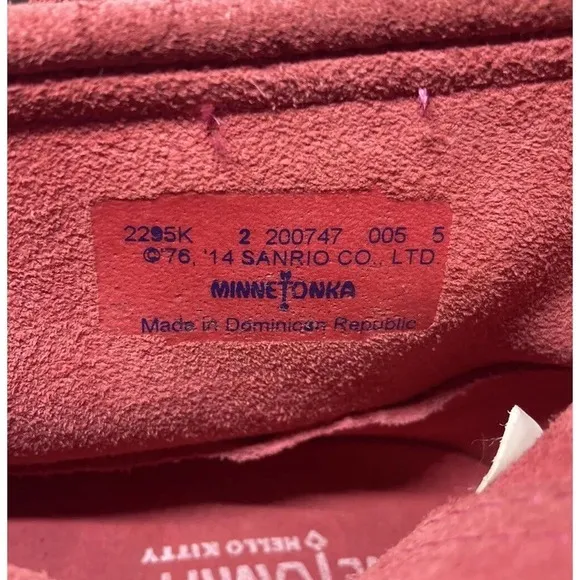 2295K 2 200747 005 5
©'76, '14 SANRIO CO., LTD
MINNETONKA
Made in Dominican Republic
HELLO KITTY